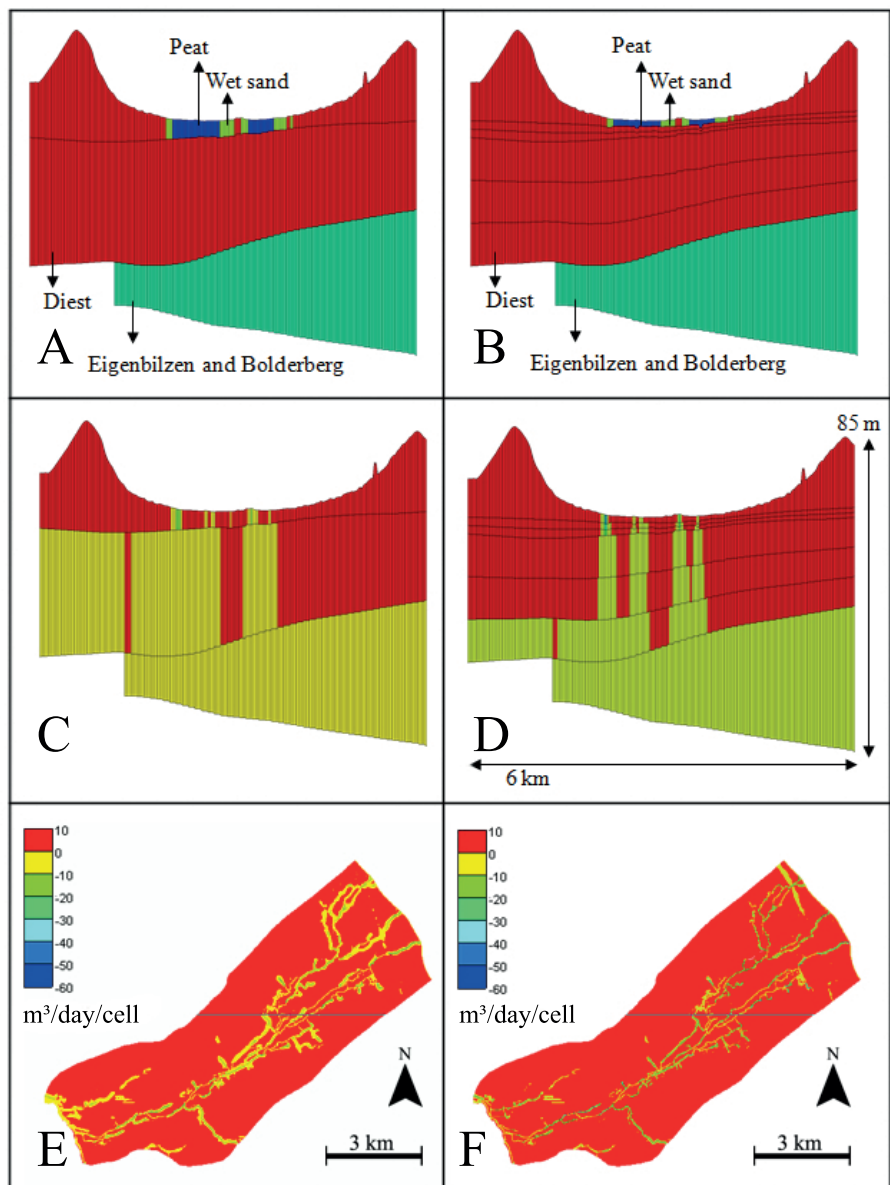 Peat
Wet sand
Diest
Eigenbilzen and Bolderberg
A
Peat
Wet sand
Diest
Eigenbilzen and Bolderberg
B
C
85 m
D
6 km
10
0
-10
-20
-30
-40
-50
-60
m³/day/cell
N
E
3 km
10
0
-10
-20
-30
-40
-50
-60
m³/day/cell
N
F
3 km